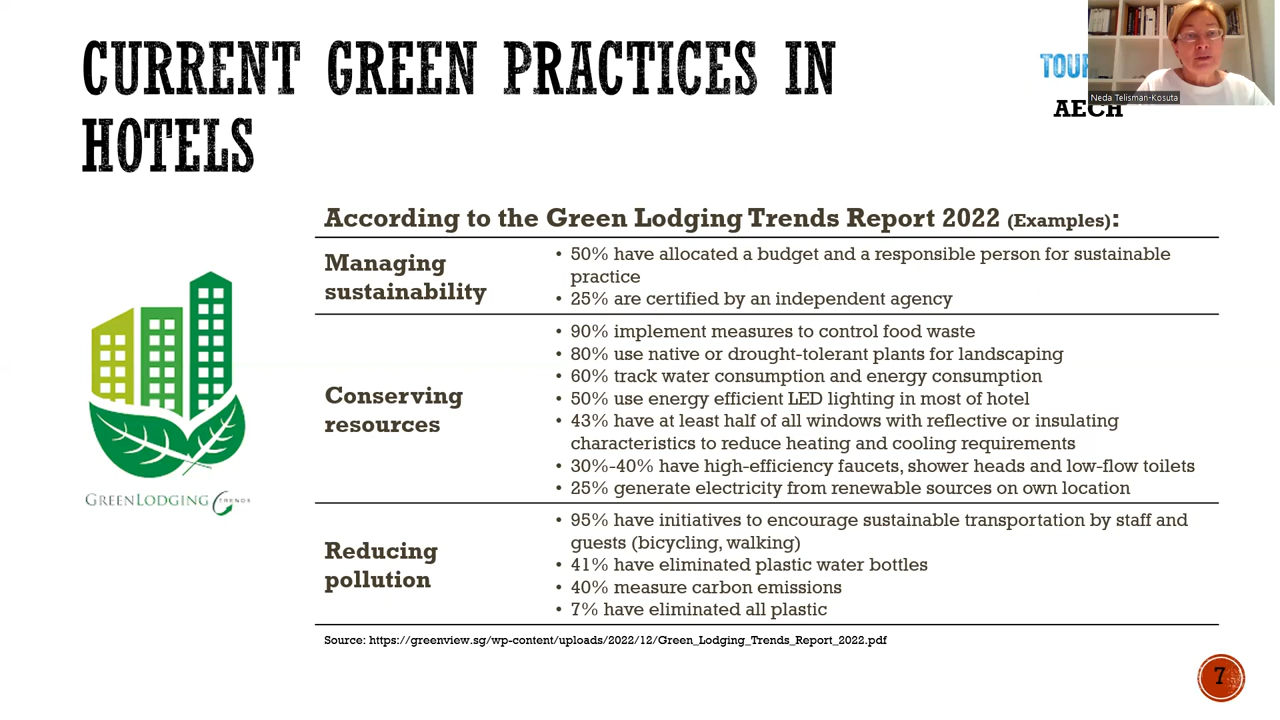 CURRENT GREEN PRACTICES IN
HOTELS
Neda Telisman-Kosuta
AECH
According to the Green Lodging Trends Report 2022 (Examples):
Managing
sustainability
• 50% have allocated a budget and a responsible person for sustainable
practice
• 25% are certified by an independent agency
Conserving
resources
• 90% implement measures to control food waste
• 80% use native or drought-tolerant plants for landscaping
• 60% track water consumption and energy consumption
• 50% use energy efficient LED lighting in most of hotel
• 43% have at least half of all windows with reflective or insulating
characteristics to reduce heating and cooling requirements
• 30%-40% have high-efficiency faucets, shower heads and low-flow toilets
• 25% generate electricity from renewable sources on own location
Reducing
pollution
• 95% have initiatives to encourage sustainable transportation by staff and
guests (bicycling, walking)
• 41% have eliminated plastic water bottles
• 40% measure carbon emissions
• 7% have eliminated all plastic
GREENLODGING TRENDS
Source: https://greenview.sg/wp-content/uploads/2022/12/Green_Lodging_Trends_Report_2022.pdf
7